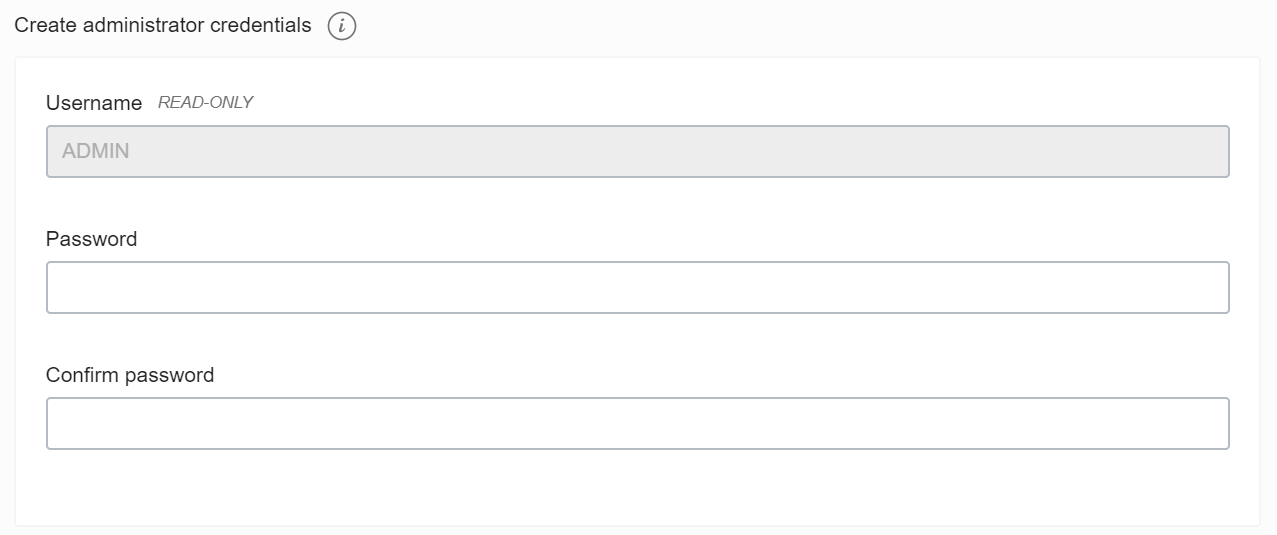 Create administrator credentials i
Username READ-ONLY
ADMIN
Password
Confirm password